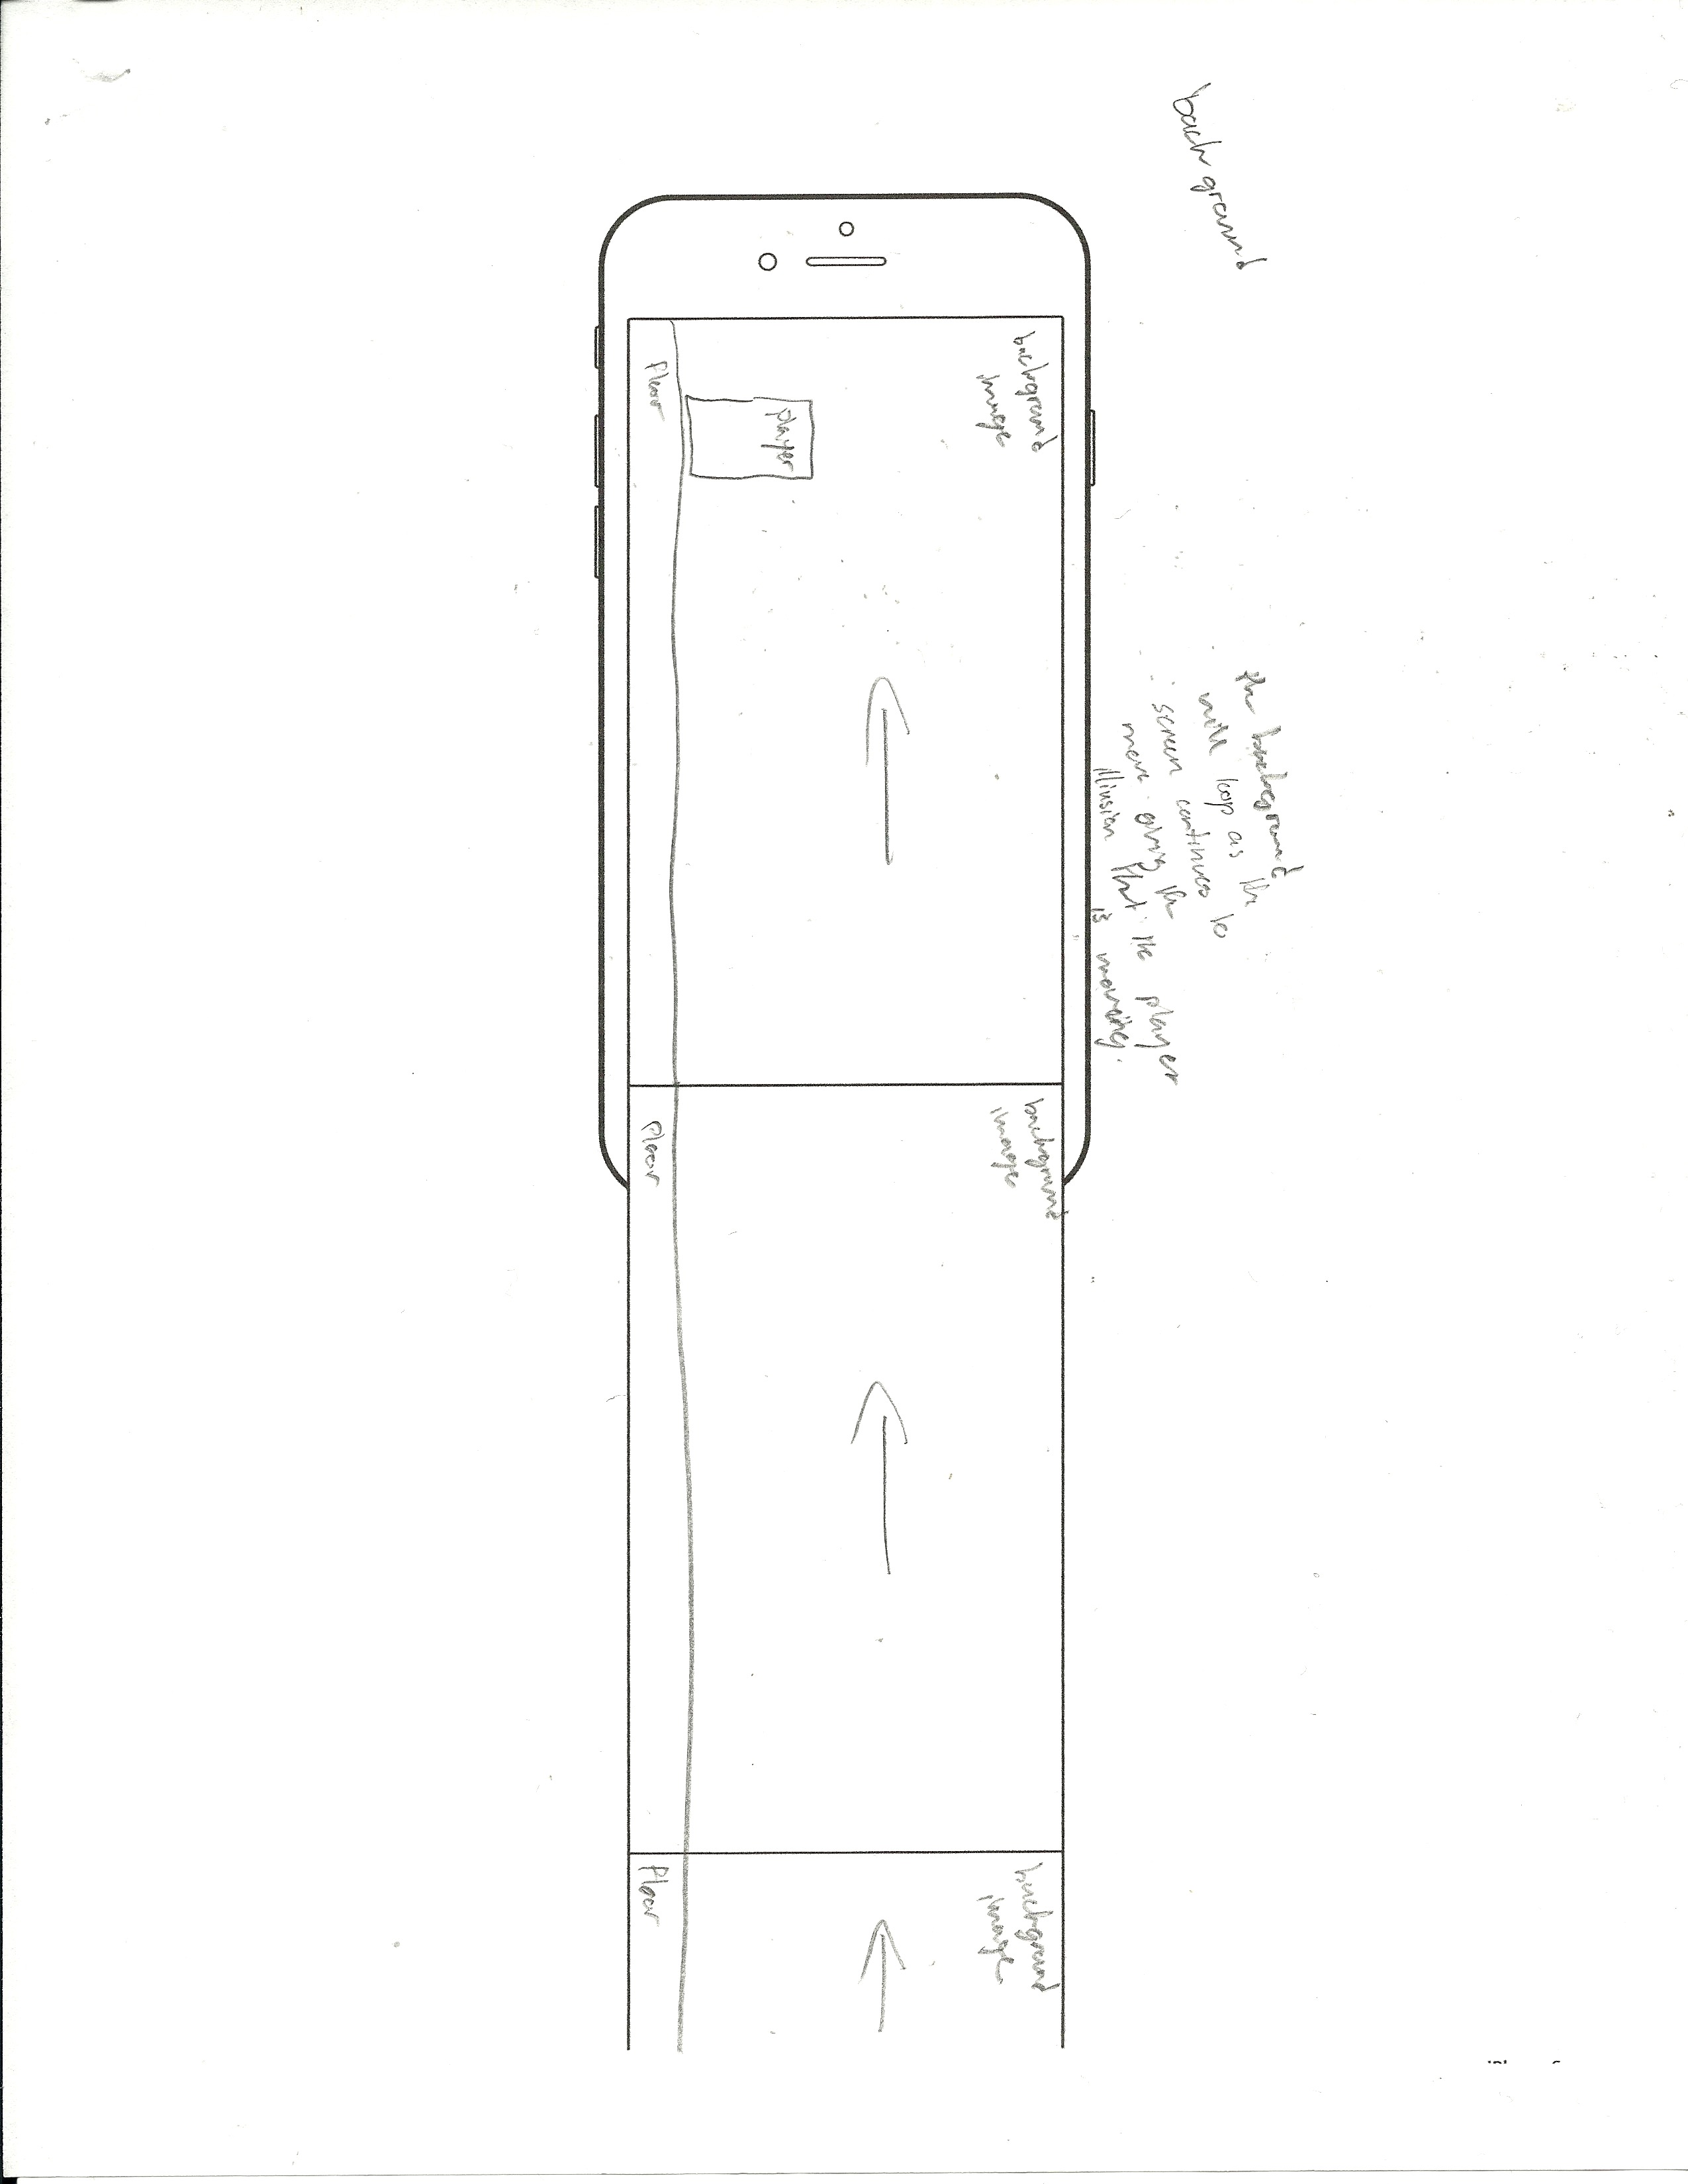 background
the background
will loop as the
screen continues to
move giving the
illusion that the player
is moving.
background
image
player
Floor
background
image
Floor
background
image
Floor